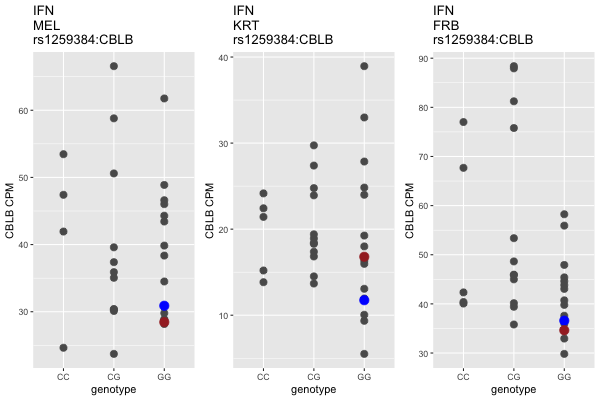 IFN
MEL
rs1259384:CBLB
CBLB CPM
60
50
40
30
CC
CG
GG
genotype
IFN
KRT
rs1259384:CBLB
CBLB CPM
40
30
20
10
CC
CG
GG
genotype
IFN
FRB
rs1259384:CBLB
CBLB CPM
90
80
70
60
50
40
30
CC
CG
GG
genotype